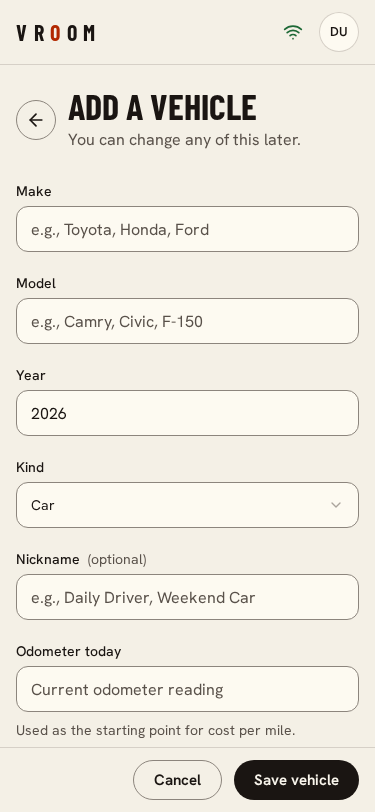 VROOM
DU
ADD A VEHICLE
You can change any of this later.
Make
e.g., Toyota, Honda, Ford
Model
e.g., Camry, Civic, F-150
Year
2026
Kind
Car
Nickname (optional)
e.g., Daily Driver, Weekend Car
Odometer today
Current odometer reading
Used as the starting point for cost per mile.
Cancel
Save vehicle